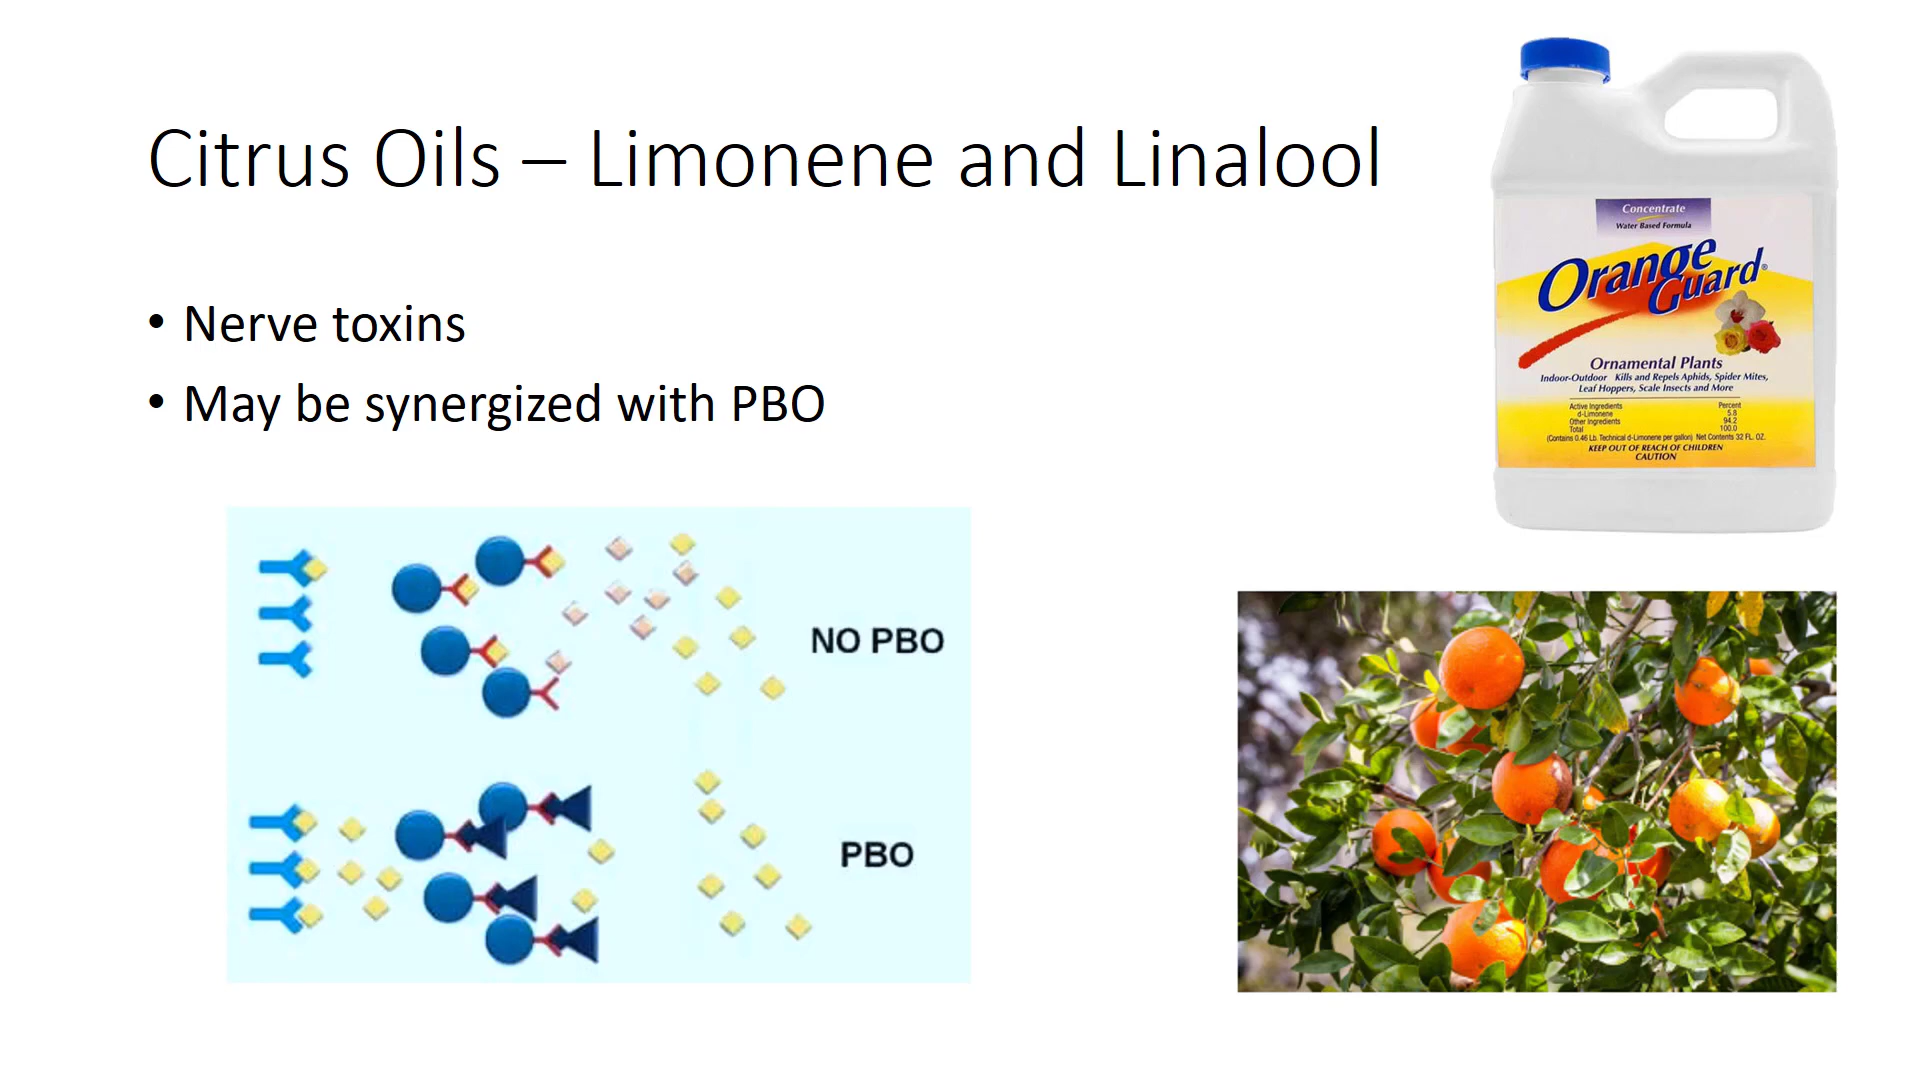 Citrus Oils – Limonene and Linalool
• Nerve toxins
• May be synergized with PBO
NO PBO
PBO
Concentrate
Water Based Formula
Orange
Guard®
Ornamental Plants
Indoor-Outdoor Kills and Repels Aphids, Spider Mites,
Leaf Hoppers, Scale Insects and More
Active Ingredients Percent
d-Limonene 5.8
Other Ingredients 94.2
Total 100.0
(Contains 0.46 Lb. Technical d-Limonene per gallon) Net Contents 32 FL. OZ.
KEEP OUT OF REACH OF CHILDREN
CAUTION